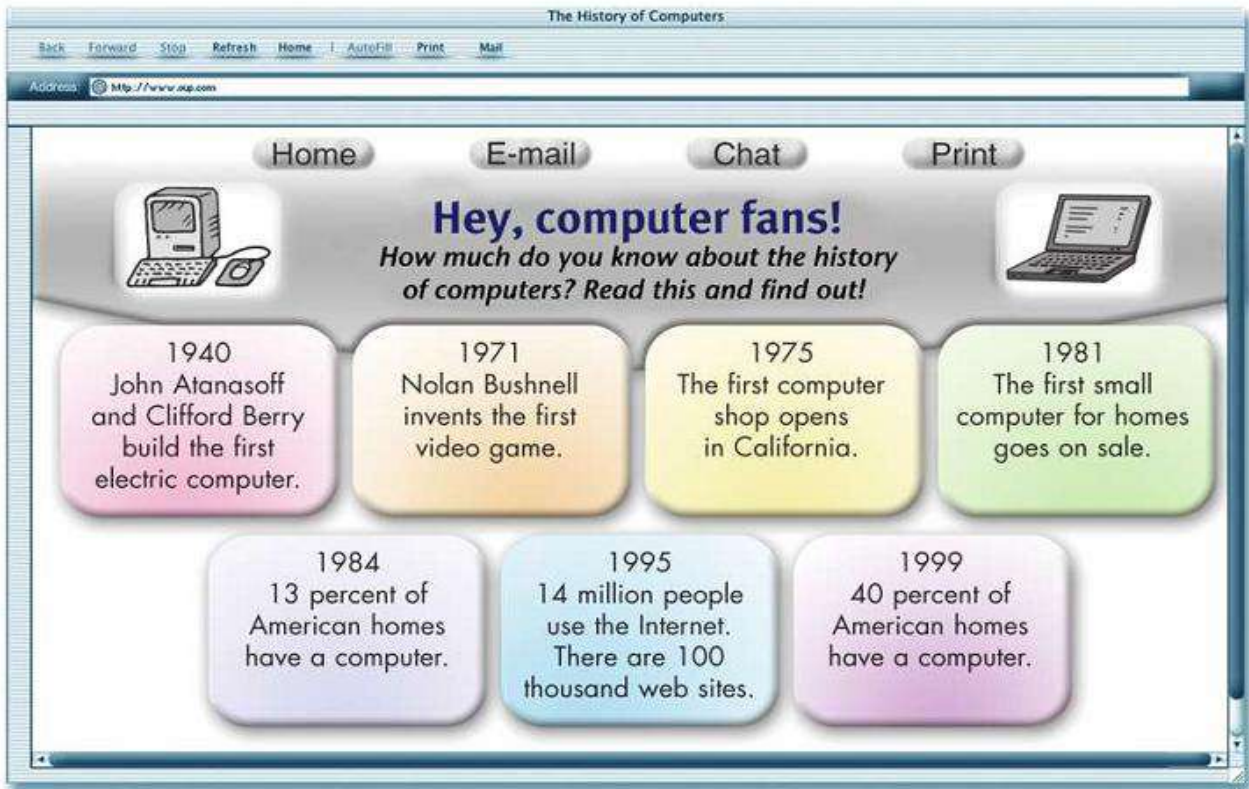 The History of Computers
Back Forward Stop Refresh Home | AutoFill Print Mail
Address http://www.oup.com
Home E-mail Chat Print
Hey, computer fans!
How much do you know about the history
of computers? Read this and find out!
1940
John Atanasoff
and Clifford Berry
build the first
electric computer.
1971
Nolan Bushnell
invents the first
video game.
1975
The first computer
shop opens
in California.
1981
The first small
computer for homes
goes on sale.
1984
13 percent of
American homes
have a computer.
1995
14 million people
use the Internet.
There are 100
thousand web sites.
1999
40 percent of
American homes
have a computer.